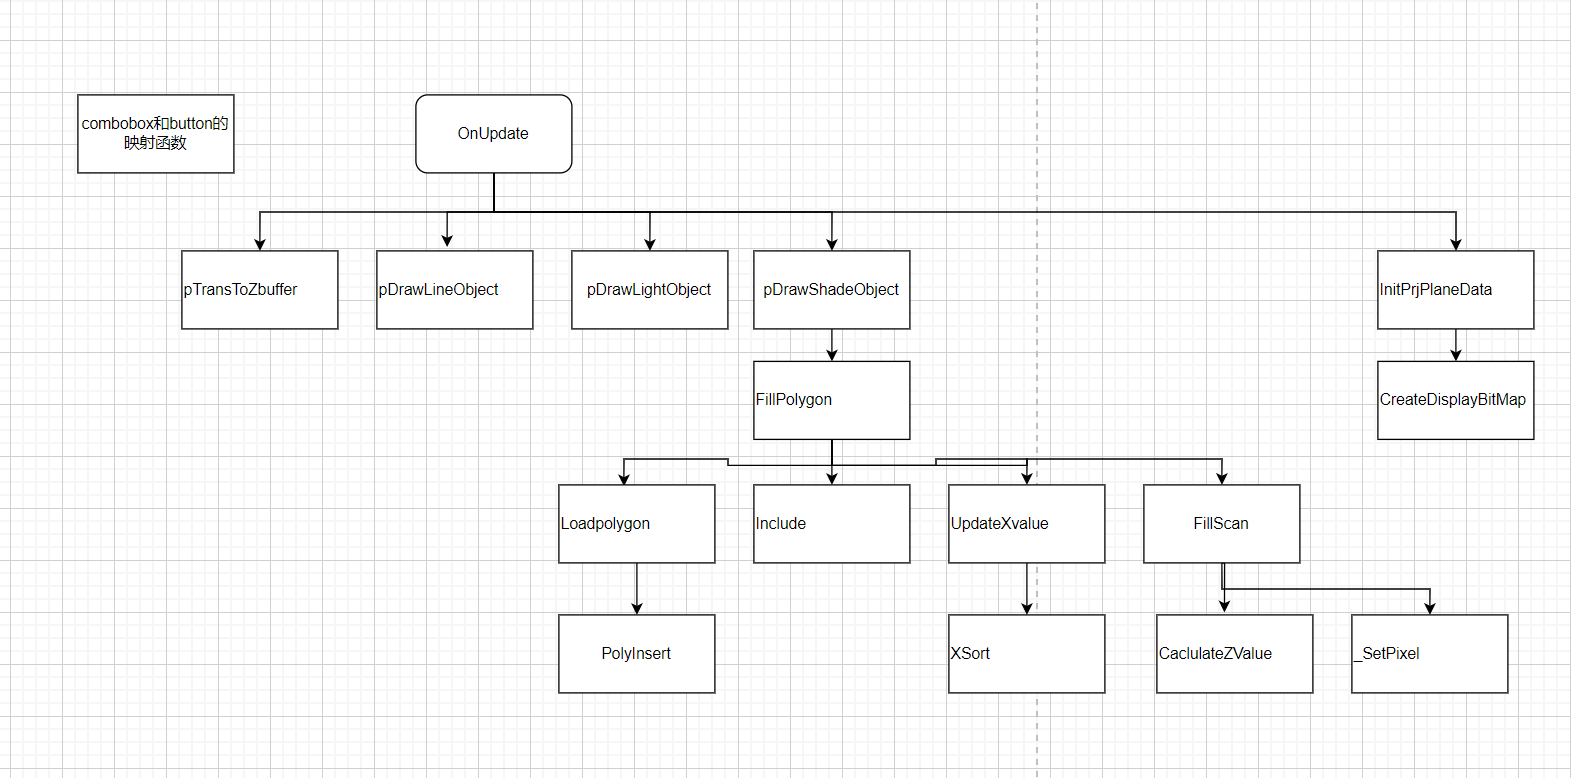 combobox和button的
映射函数
OnUpdate
pTransToZbuffer
pDrawLineObject
pDrawLightObject
pDrawShadeObject
InitPrjPlaneData
FillPolygon
CreateDisplayBitMap
Loadpolygon
Include
UpdateXvalue
FillScan
PolyInsert
XSort
CaclulateZValue
_SetPixel